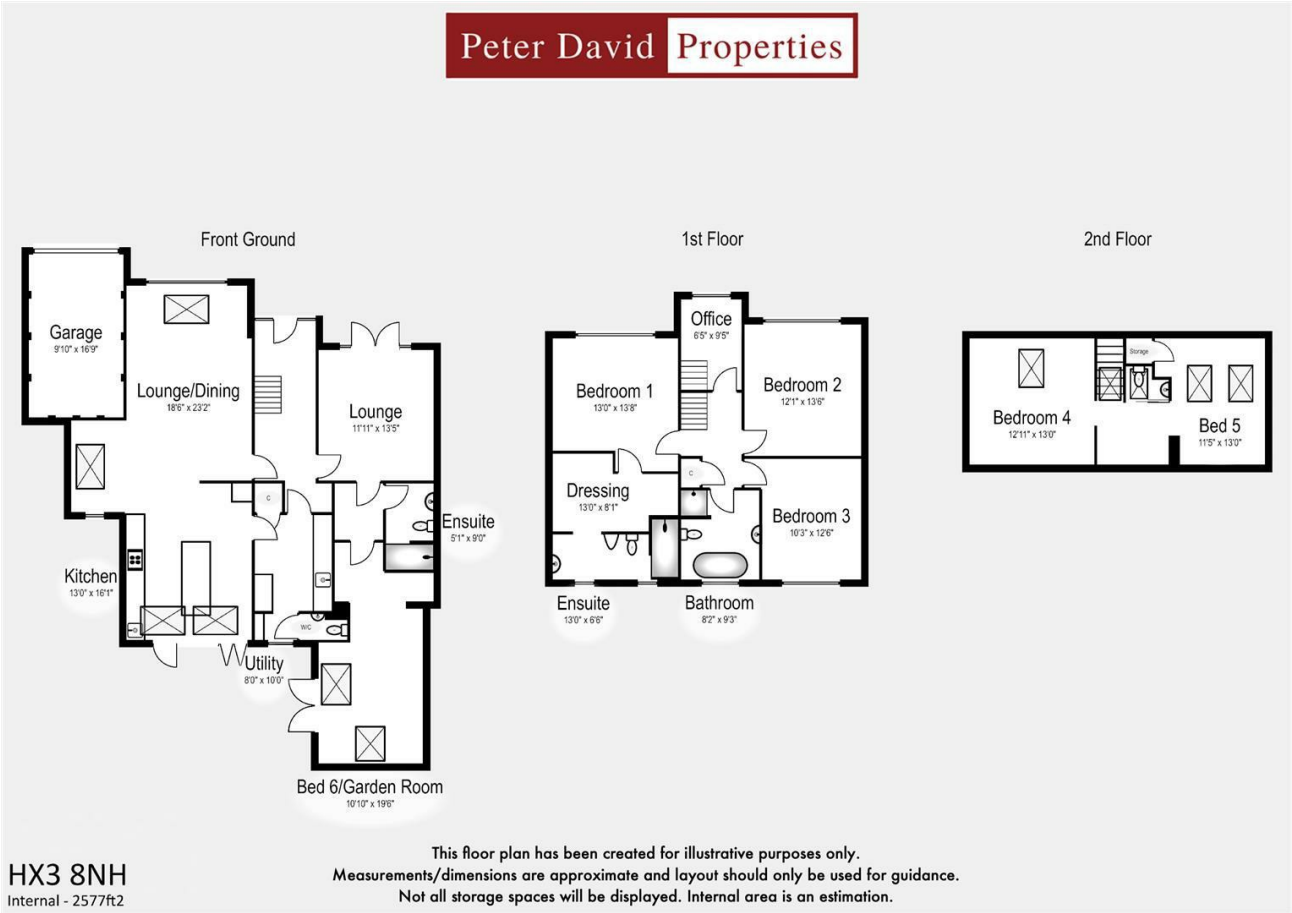 Peter David Properties
Front Ground
1st Floor
2nd Floor
Garage
9'10" x 16'9"
Lounge/Dining
18'6" x 23'2"
Lounge
11'11" x 13'5"
C
Ensuite
5'1" x 9'0"
Kitchen
13'0" x 16'1"
W/C
Utility
8'0" x 10'0"
Bed 6/Garden Room
10'10" x 19'6"
Office
6'5" x 9'5"
Bedroom 1
13'0" x 13'8"
Bedroom 2
12'1" x 13'6"
C
Dressing
13'0" x 8'1"
Bedroom 3
10'3" x 12'6"
Ensuite
13'0" x 6'6"
Bathroom
8'2" x 9'3"
Storage
Bedroom 4
12'11" x 13'0"
Bed 5
11'5" x 13'0"
HX3 8NH
Internal - 2577ft2
This floor plan has been created for illustrative purposes only.
Measurements/dimensions are approximate and layout should only be used for guidance.
Not all storage spaces will be displayed. Internal area is an estimation.